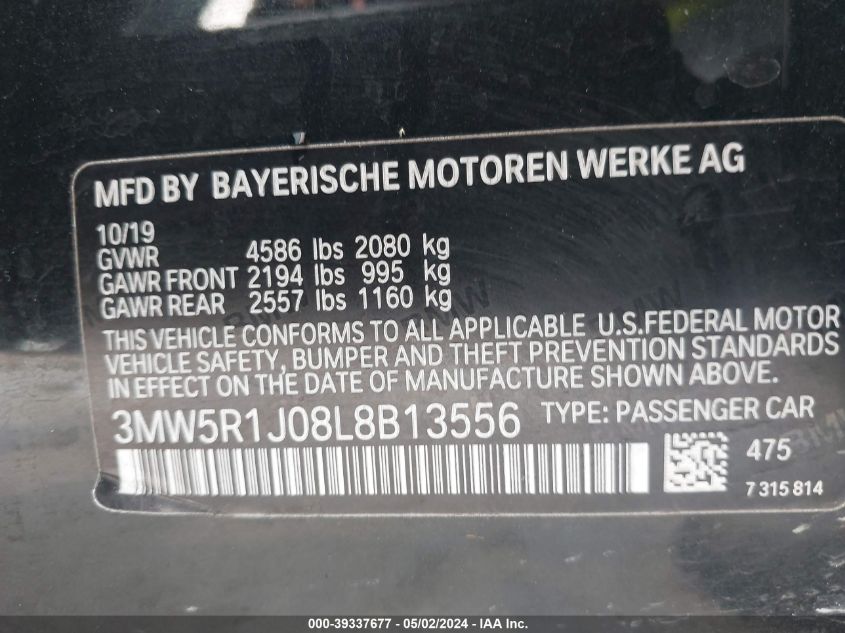 MFD BY BAYERISCHE MOTOREN WERKE AG
10/19
GVWR 4586 lbs 2080 kg
GAWR FRONT 2194 lbs 995 kg
GAWR REAR 2557 lbs 1160 kg
THIS VEHICLE CONFORMS TO ALL APPLICABLE U.S.FEDERAL MOTOR
VEHICLE SAFETY, BUMPER AND THEFT PREVENTION STANDARDS
IN EFFECT ON THE DATE OF MANUFACTURE SHOWN ABOVE.
3MW5R1J08L8B13556 TYPE: PASSENGER CAR
475
7 315 814
000-39337677 - 05/02/2024 - IAA Inc.